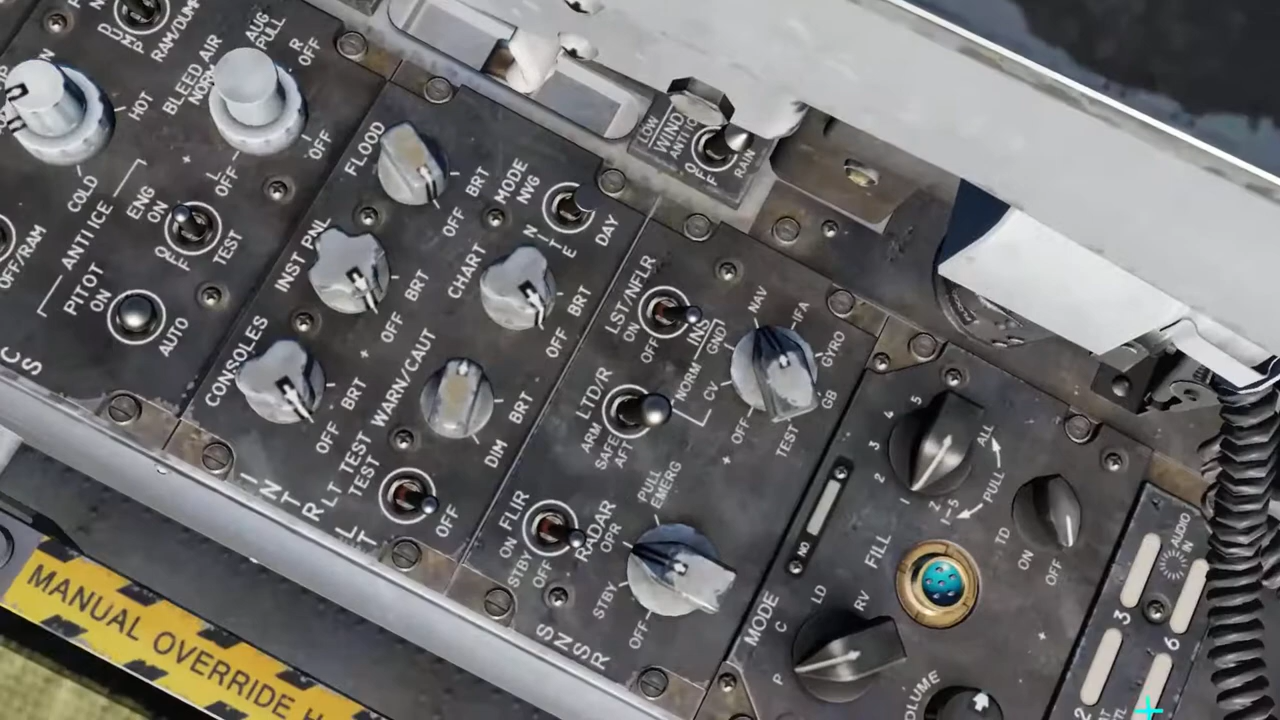 RAM/DUMP
BLEED AIR
NORM
AUG
PULL
R
OFF
HOT
COLD
L
OFF
OFF
ENG
ON
OFF
TEST
ANTI ICE
PITOT
ON
AUTO
OFF/RAM
FLOOD
OFF
BRT
MODE
NVG
NITE
DAY
INST PNL
OFF
BRT
CHART
OFF
BRT
CONSOLES
OFF
BRT
WARN/CAUT
DIM
BRT
LT TEST
TEST
OFF
INTR LT
LOW
WIND
ANTI ICE
OFF
RAIN
LST/NFLR
ON
OFF
INS
GND
NORM
CV
OFF
NAV
IFA
GYRO
GB
TEST
LTD/R
ARM
SAFE
AFT
FLIR
ON
STBY
OFF
RADAR
OPR
STBY
OFF
PULL
EMERG
SNSR
1
2
3
4
5
ALL
PULL
Z
1-5
NO
FILL
TD
ON
OFF
MODE
P
C
LD
RV
AUDIO
IN
3
6
2
MANUAL OVERRIDE H